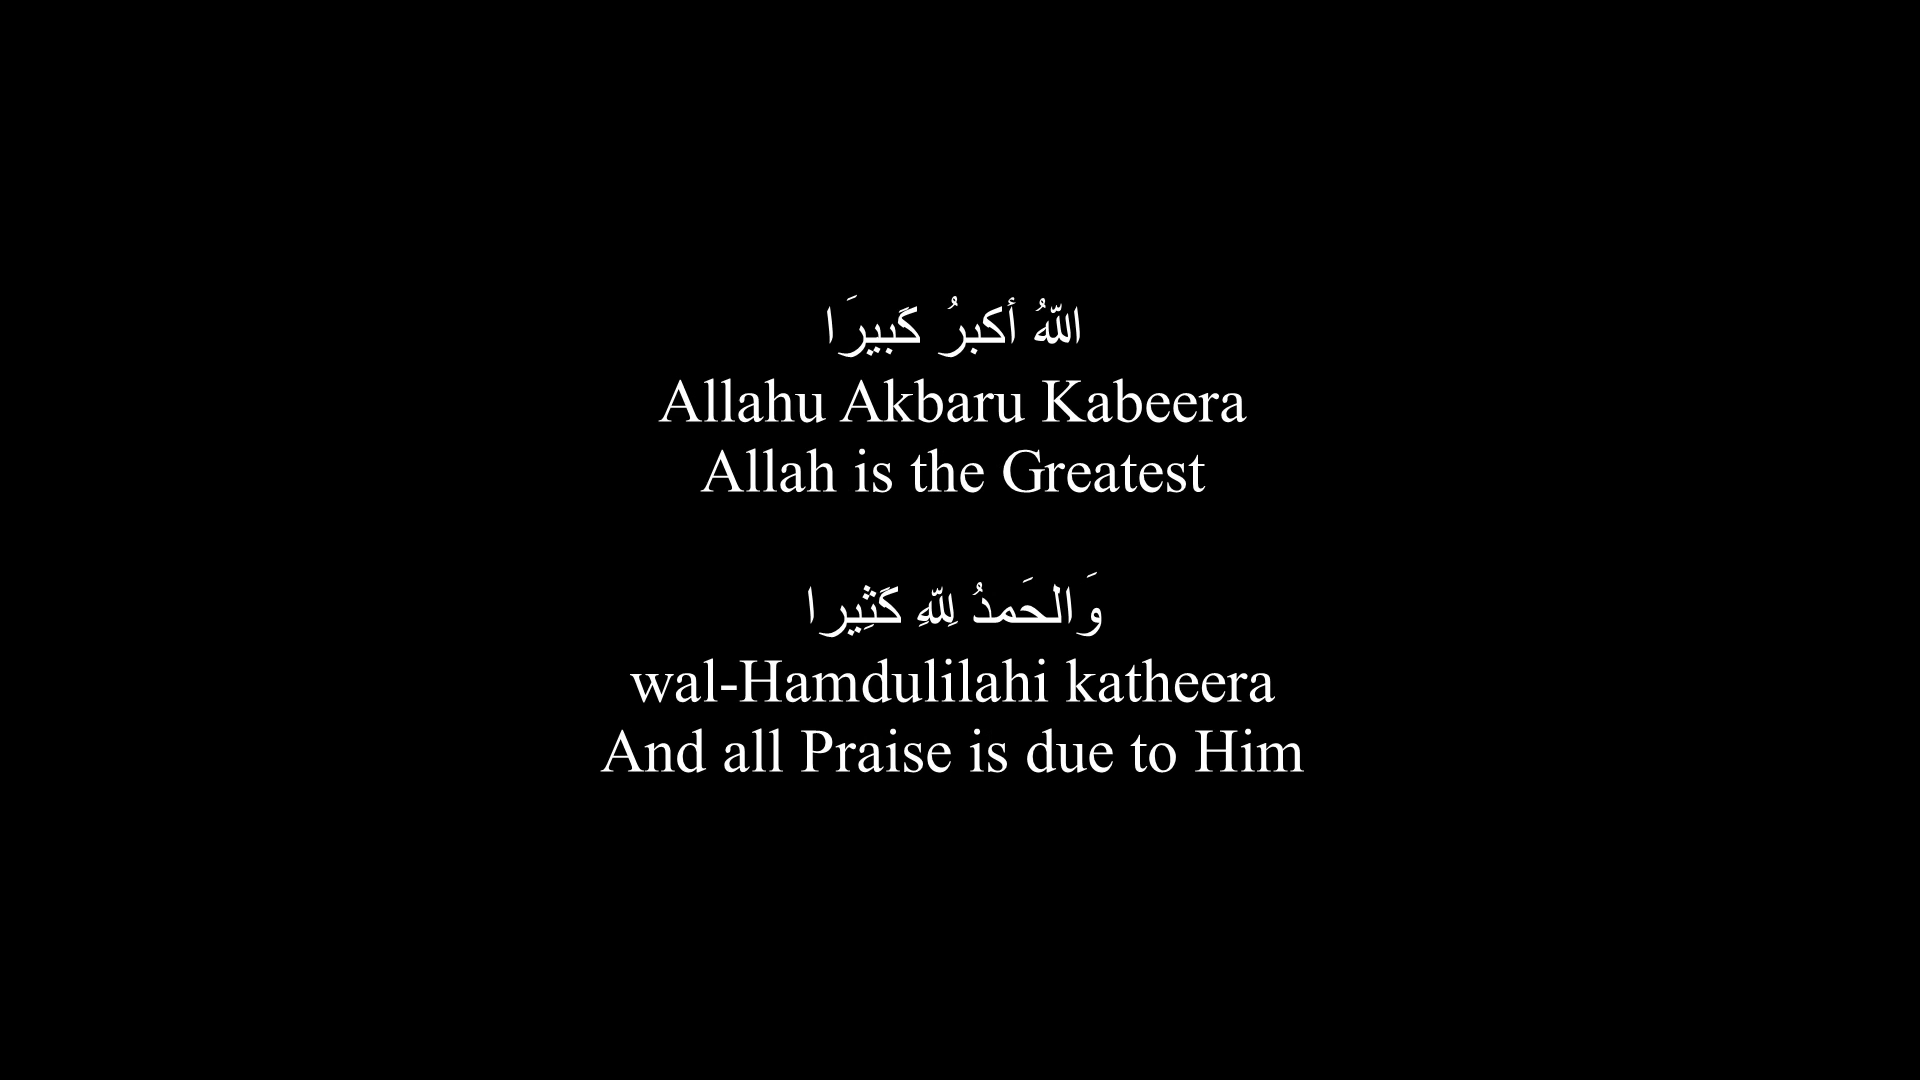 اللهُ أكبرُ كَبيرَا
Allahu Akbaru Kabeera
Allah is the Greatest
وَالحَمدُ لِلّهِ كَثِيرا
wal-Hamdulilahi katheera
And all Praise is due to Him